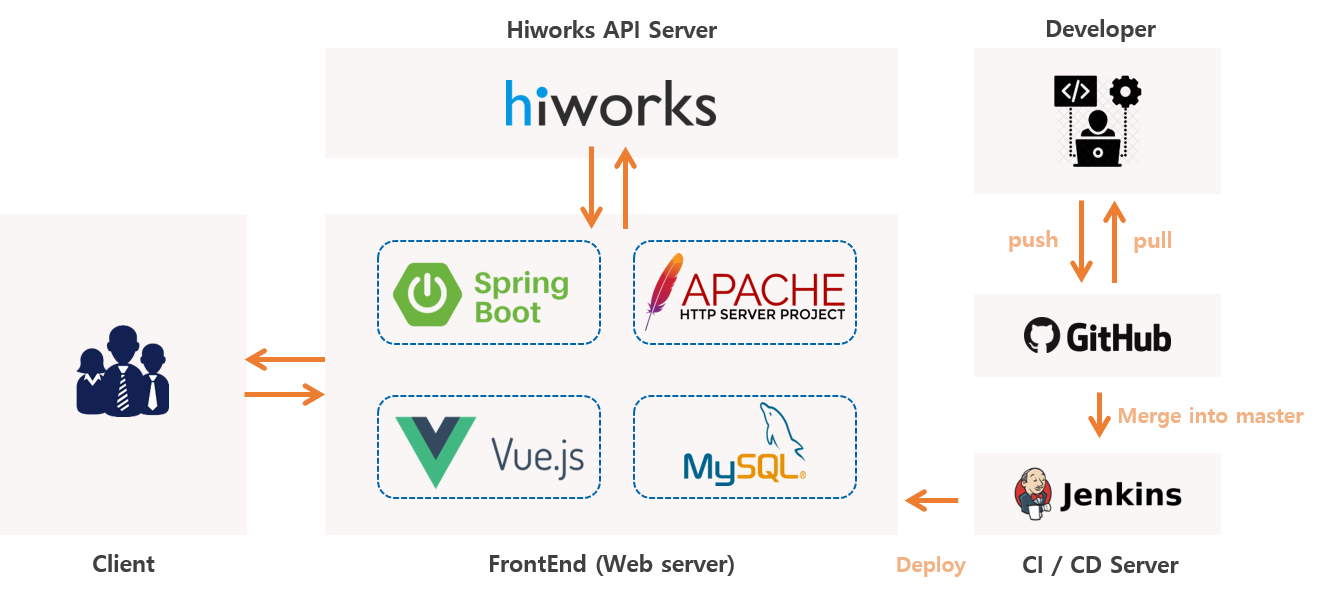 Hiworks API Server
Developer
hiworks
</>
push
pull
Spring
Boot
APACHE
HTTP SERVER PROJECT
GitHub
Merge into master
Vue.js
MySQL®
Jenkins
Client
FrontEnd (Web server)
Deploy
CI / CD Server